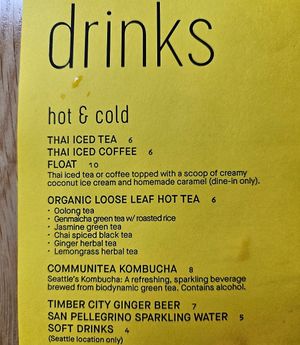 drinks
hot & cold
THAI ICED TEA 6
THAI ICED COFFEE 6
FLOAT 10
Thai iced tea or coffee topped with a scoop of creamy
coconut ice cream and homemade caramel (dine-in only).
ORGANIC LOOSE LEAF HOT TEA 6
• Oolong tea
• Genmaicha green tea w/ roasted rice
• Jasmine green tea
• Chai spiced black tea
• Ginger herbal tea
• Lemongrass herbal tea
COMMUNITEA KOMBUCHA 8
Seattle's Kombucha: A refreshing, sparkling beverage
brewed from biodynamic green tea. Contains alcohol.
TIMBER CITY GINGER BEER 7
SAN PELLEGRINO SPARKLING WATER 5
SOFT DRINKS 4
(Seattle location only)